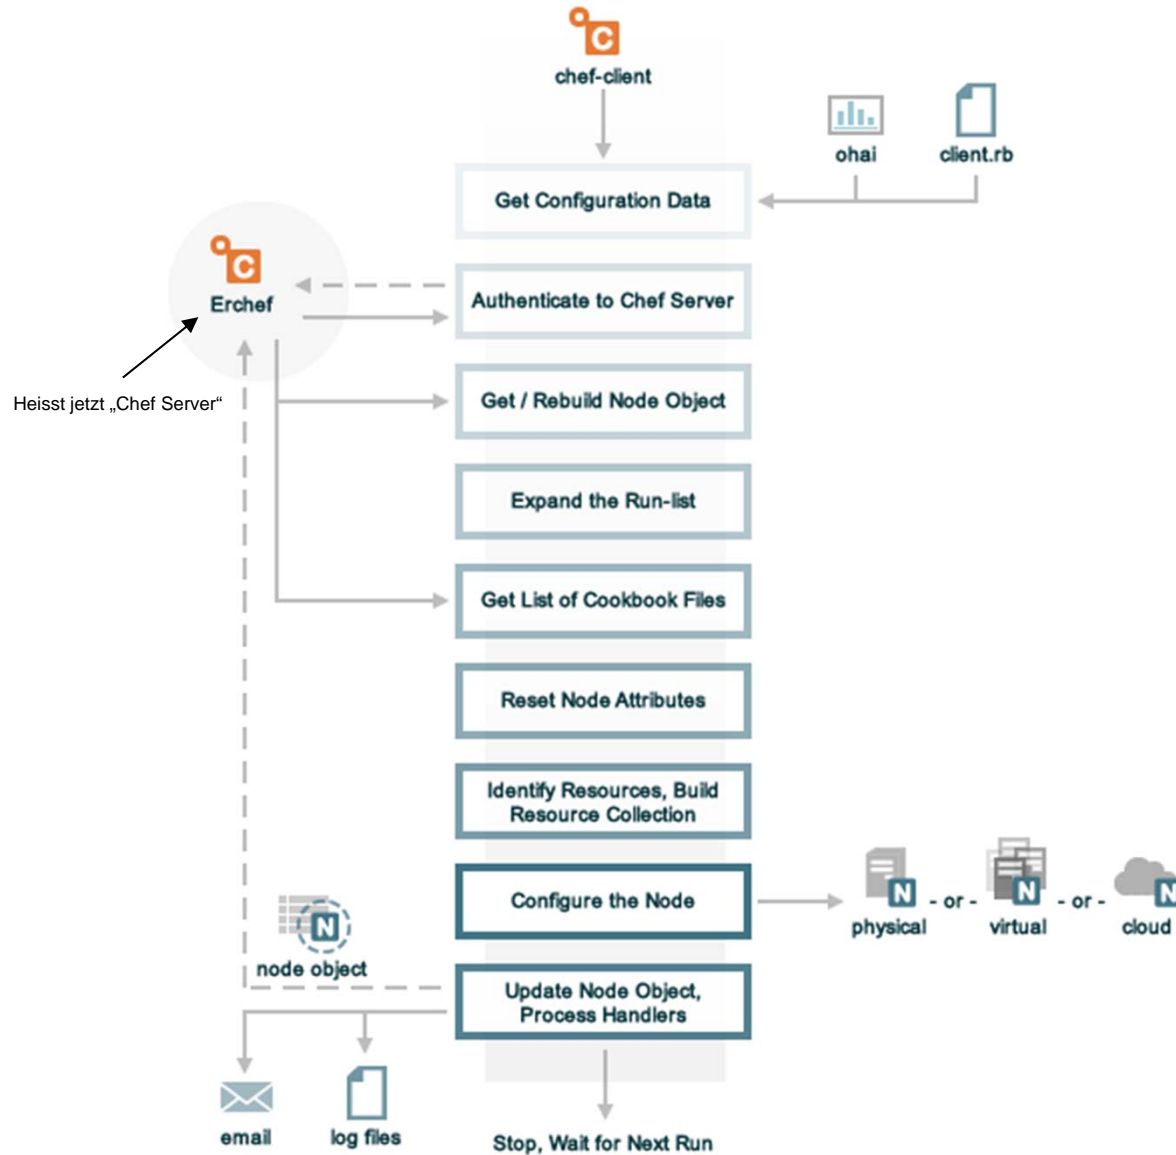 chef-client
ohai
client.rb
Get Configuration Data
Erchef
Authenticate to Chef Server
Heisst jetzt „Chef Server“
Get / Rebuild Node Object
Expand the Run-list
Get List of Cookbook Files
Reset Node Attributes
Identify Resources, Build
Resource Collection
Configure the Node
N
- or -
N
- or -
N
physical
virtual
cloud
N
node object
Update Node Object,
Process Handlers
email
log files
Stop, Wait for Next Run